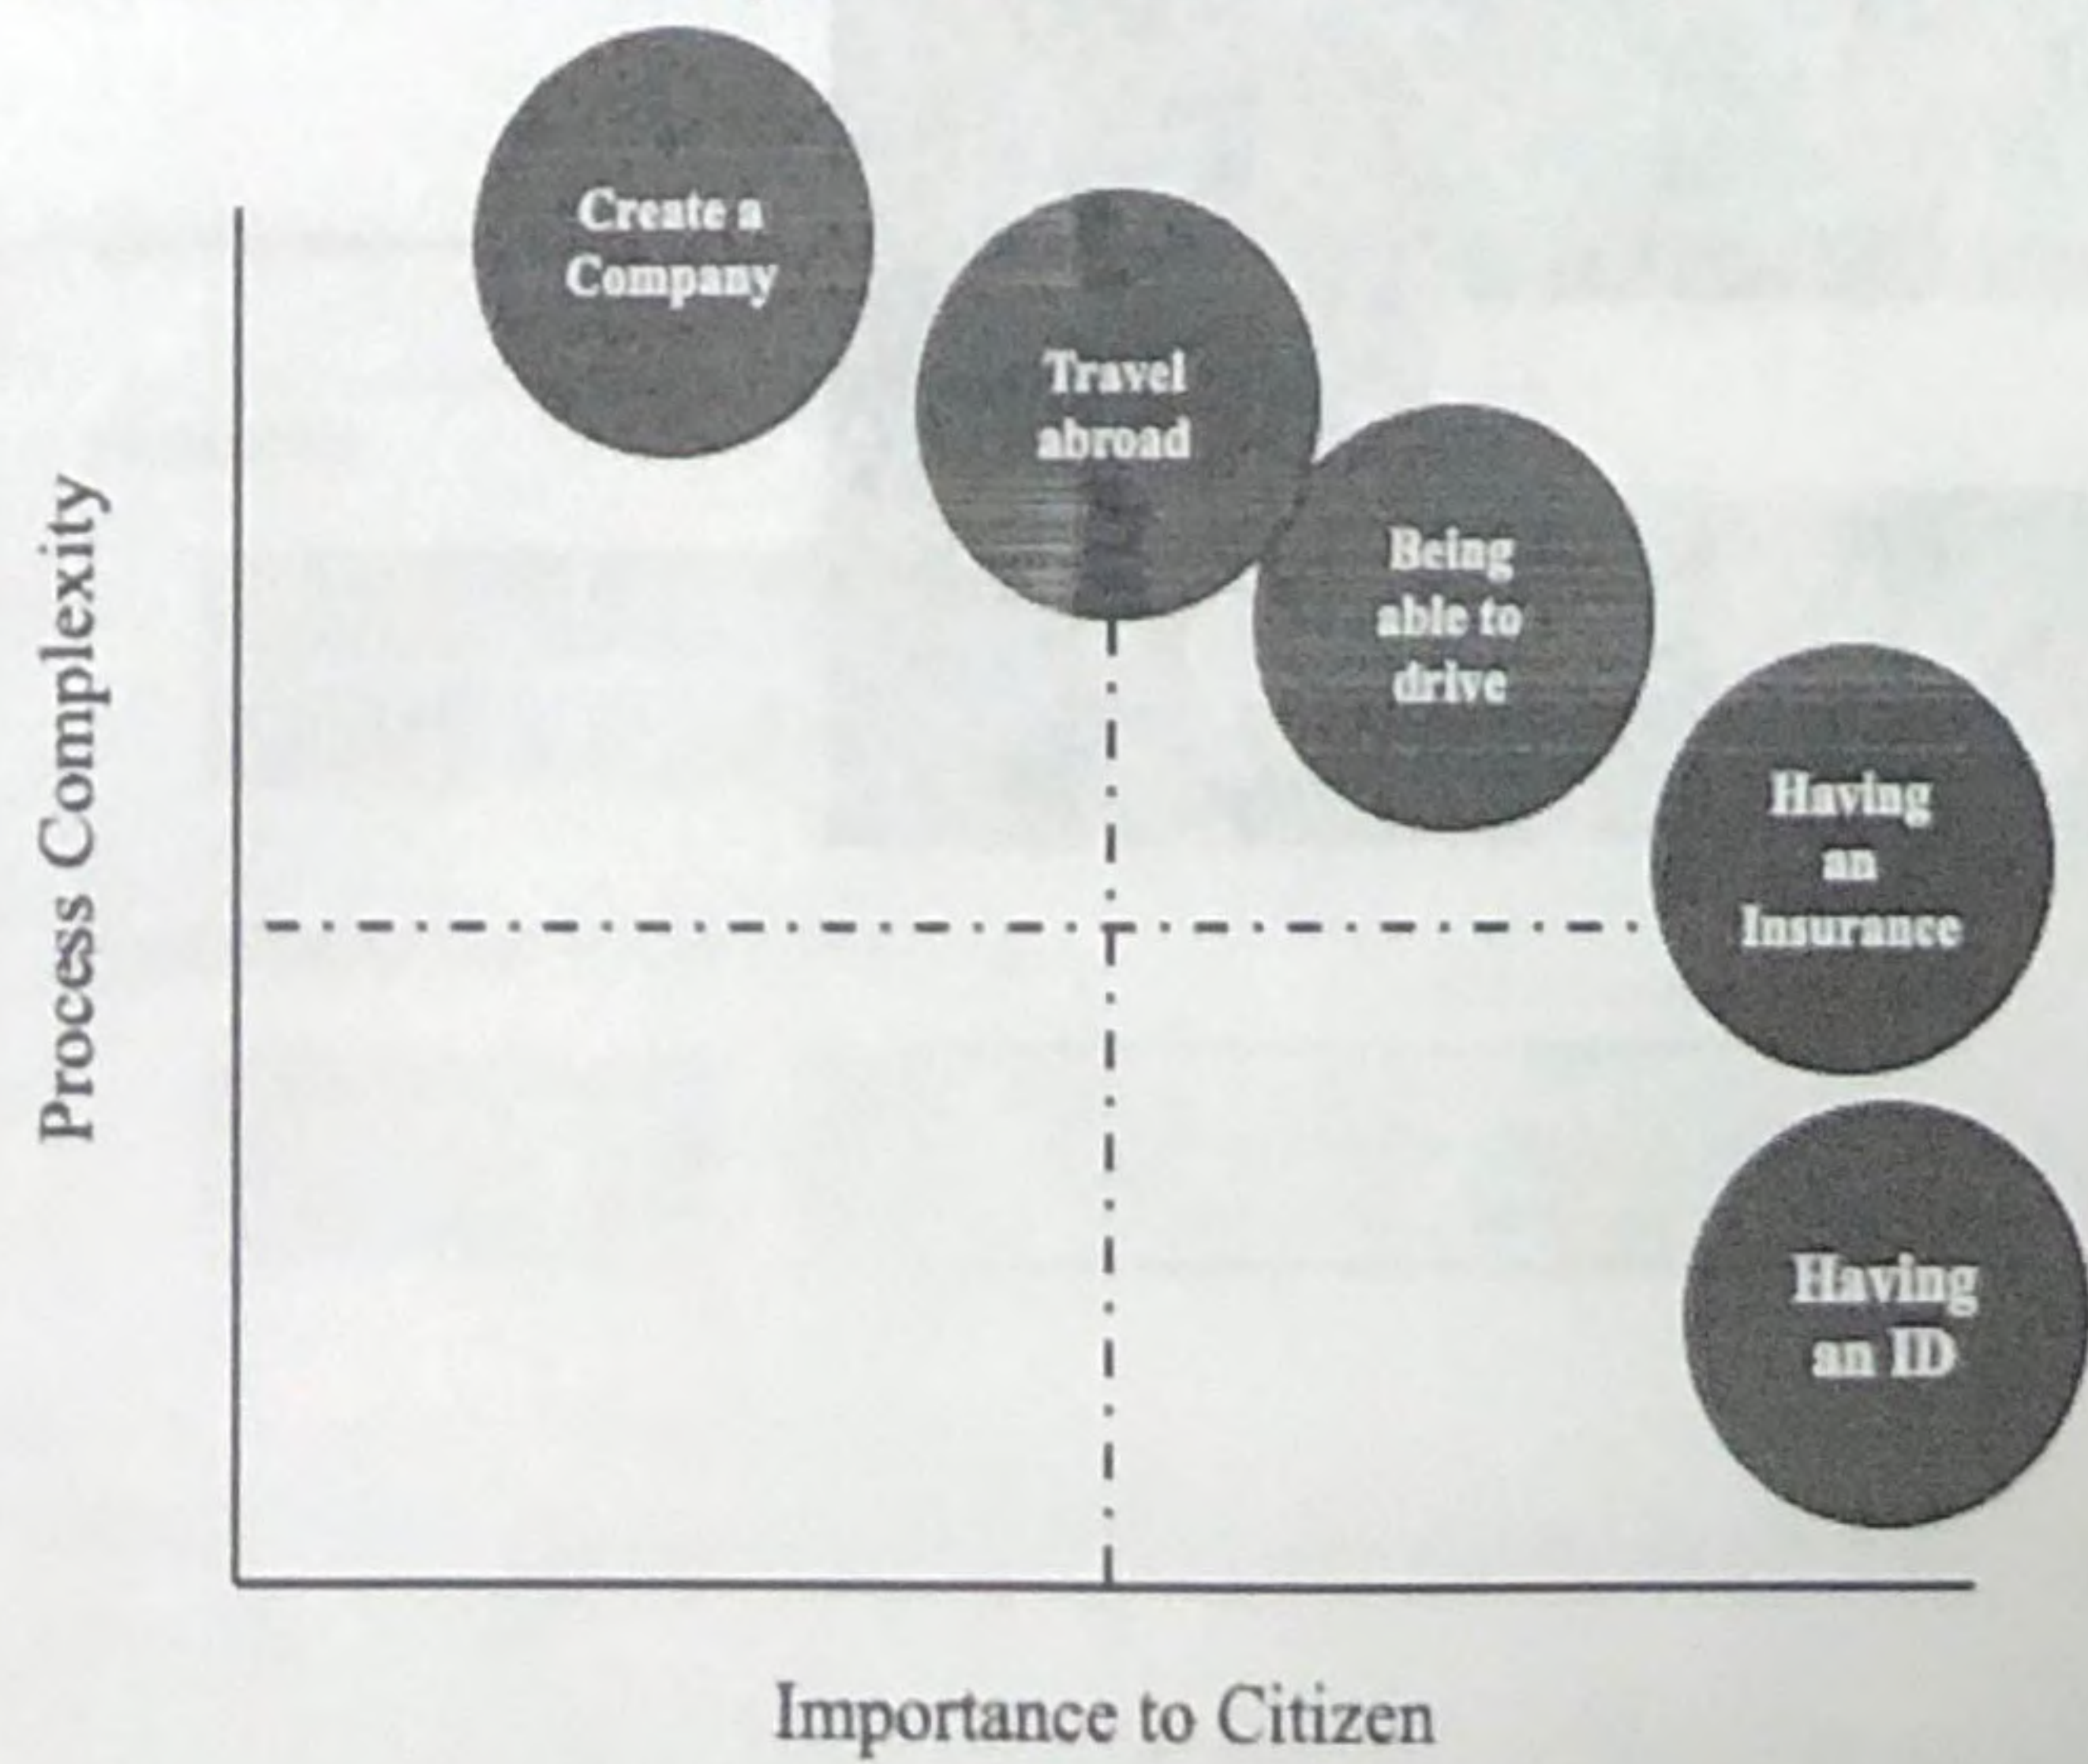 Create a
Company
Travel
abroad
Being
able to
drive
Having
an
Insurance
Having
an ID
Process Complexity
Importance to Citizen